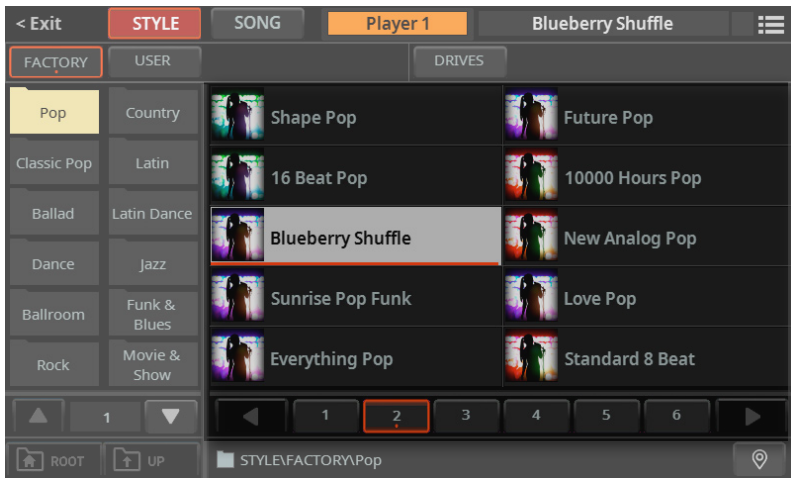 < Exit
STYLE
SONG
Player 1
Blueberry Shuffle
FACTORY
USER
DRIVES
Pop
Country
Classic Pop
Latin
Ballad
Latin Dance
Dance
Jazz
Ballroom
Funk &
Blues
Rock
Movie &
Show
Shape Pop
Future Pop
16 Beat Pop
10000 Hours Pop
Blueberry Shuffle
New Analog Pop
Sunrise Pop Funk
Love Pop
Everything Pop
Standard 8 Beat
1
1
2
3
4
5
6
ROOT
UP
STYLE\FACTORY\Pop